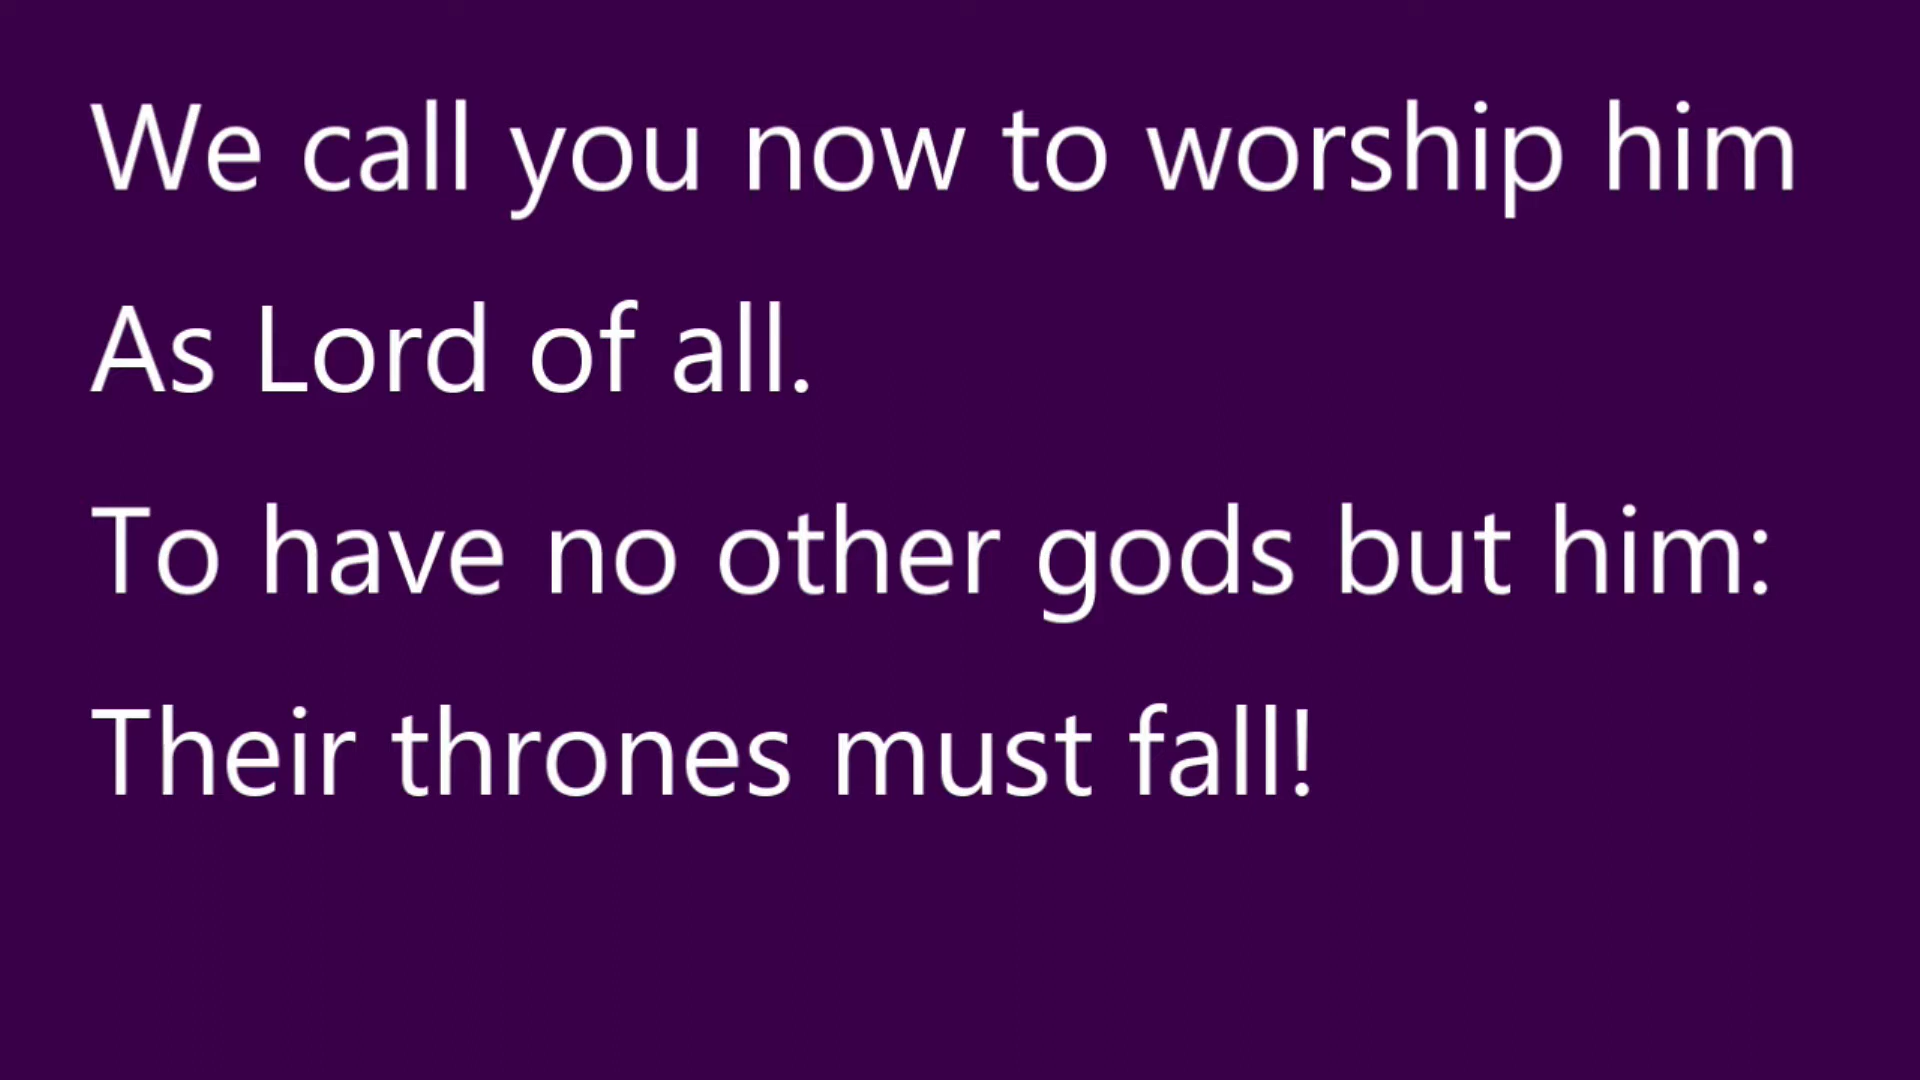 We call you now to worship him
As Lord of all.
To have no other gods but him:
Their thrones must fall!